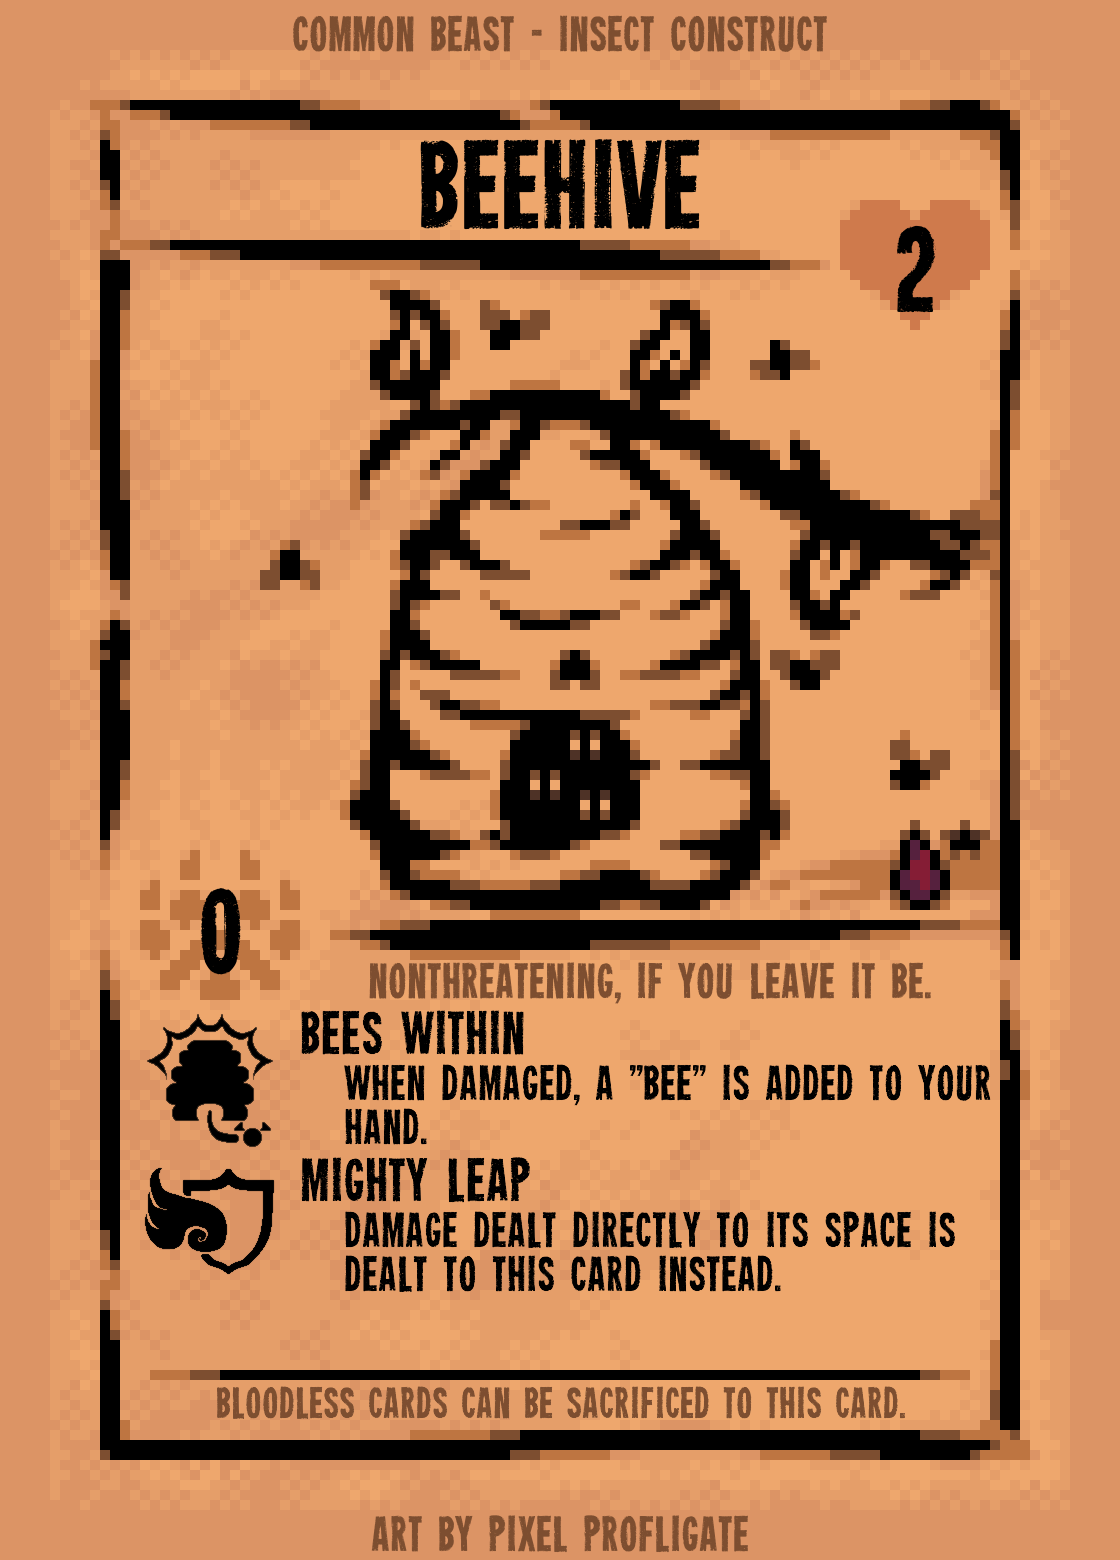 COMMON BEAST - INSECT CONSTRUCT
BEEHIVE
2
0
NONTHREATENING, IF YOU LEAVE IT BE.
BEES WITHIN
WHEN DAMAGED, A "BEE" IS ADDED TO YOUR
HAND.
MIGHTY LEAP
DAMAGE DEALT DIRECTLY TO ITS SPACE IS
DEALT TO THIS CARD INSTEAD.
BLOODLESS CARDS CAN BE SACRIFICED TO THIS CARD.
ART BY PIXEL PROFLIGATE